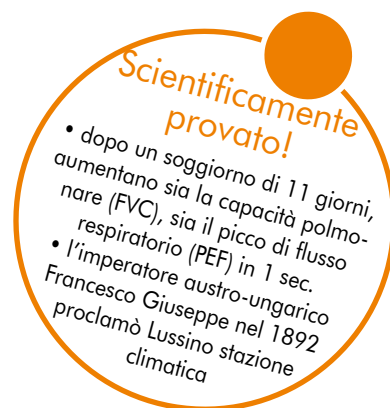 Scientificamente
provato!
• dopo un soggiorno di 11 giorni,
aumentano sia la capacità polmo-
nare (FVC), sia il picco di flusso
respiratorio (PEF) in 1 sec.
• l'imperatore austro-ungarico
Francesco Giuseppe nel 1892
proclamò Lussino stazione
climatica